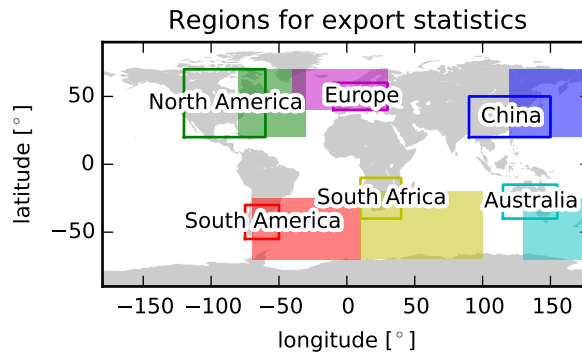 Regions for export statistics
latitude [°]
50
0
−50
North America
Europe
China
South America
South Africa
Australia
−150
−100
−50
0
50
100
150
longitude [°]